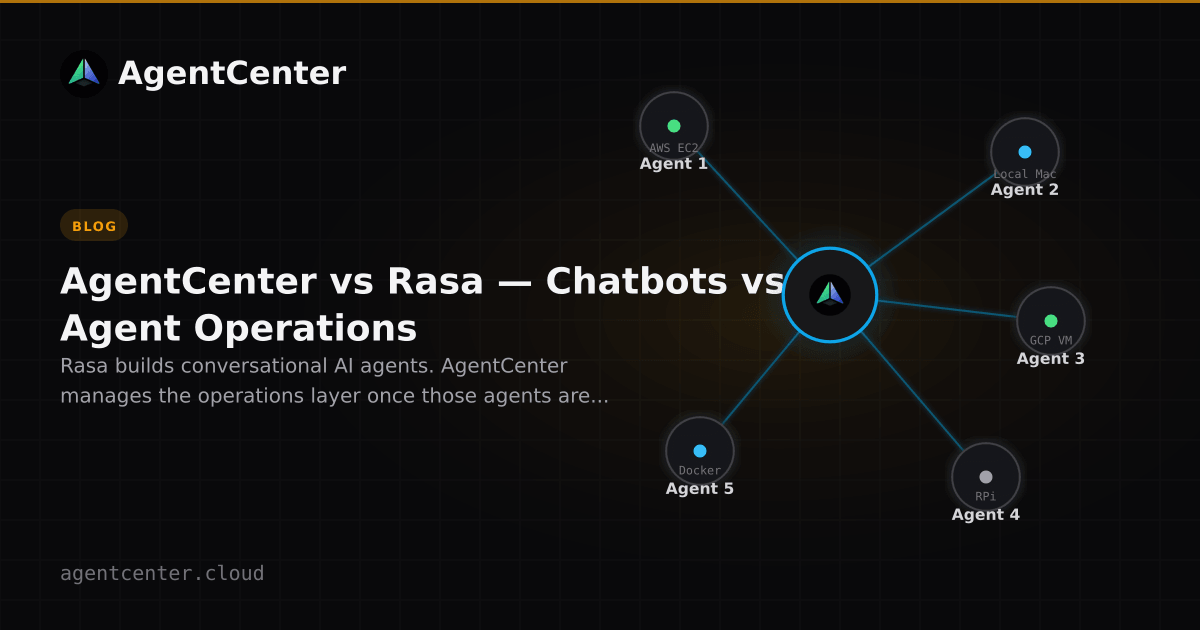 AgentCenter
BLOG
AgentCenter vs Rasa — Chatbots vs
Agent Operations
Rasa builds conversational AI agents. AgentCenter
manages the operations layer once those agents are...
agentcenter.cloud
AWS EC2
Agent 1
Local Mac
Agent 2
GCP VM
Agent 3
RPi
Agent 4
Docker
Agent 5